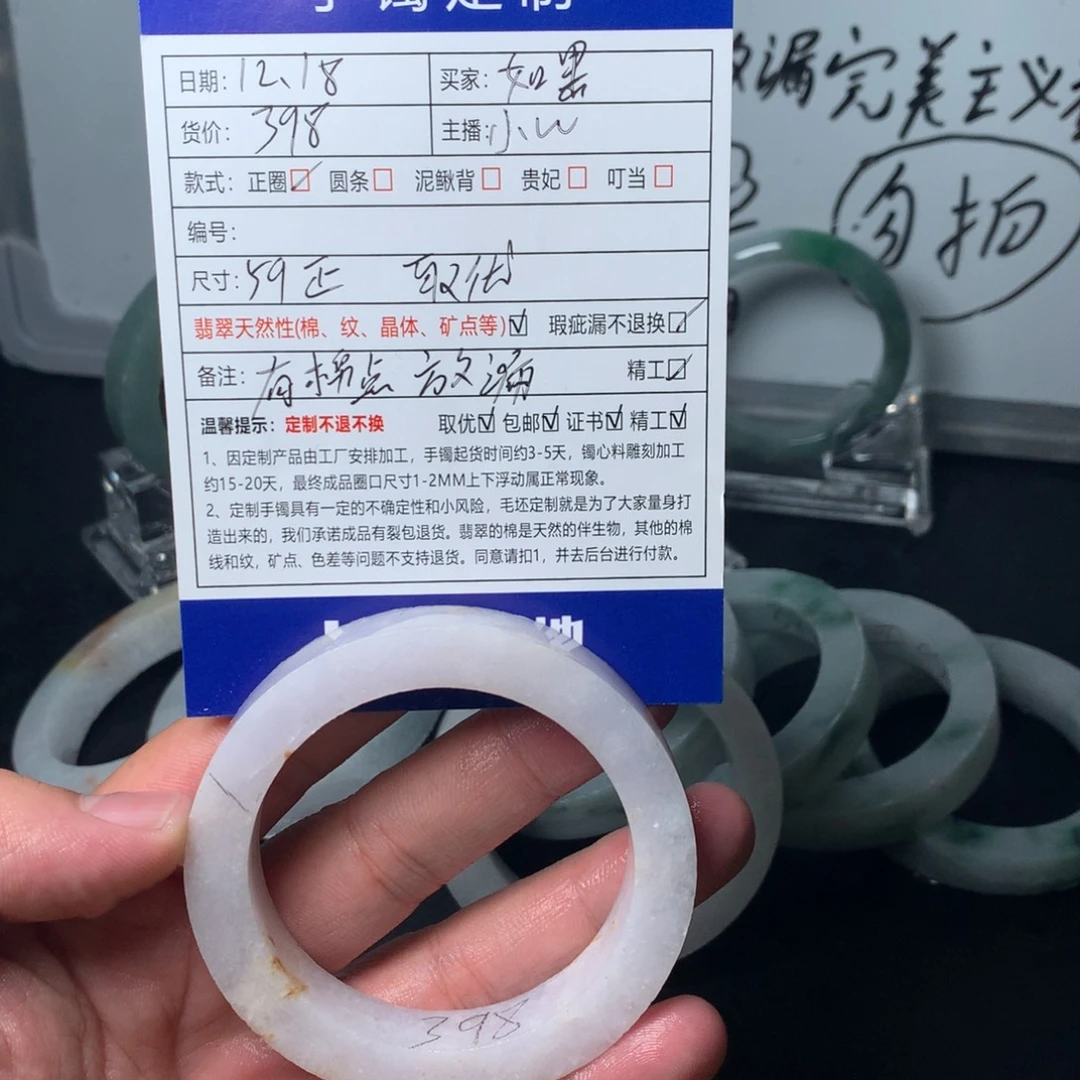 手镯定制
日期：12、18 买家：如果
货价：398 主播：小W
款式：正圈☑ 圆条□ 泥鳅背□ 贵妃□ 叮当□
编号：
尺寸：59正 取优
翡翠天然性(棉、纹、晶体、矿点等)☑ 瑕疵漏不退换☑
备注：有棉点 放漏 精工☑
温馨提示：定制不退不换 取优☑ 包邮☑ 证书☑ 精工☑
1、因定制产品由工厂安排加工，手镯起货时间约3-5天，镯心料雕刻加工
约15-20天，最终成品圈口尺寸1-2MM上下浮动属正常现象。
2、定制手镯具有一定的不确定性和小风险，毛坯定制就是为了大家量身打
造出来的，我们承诺成品有裂包退货。翡翠的棉是天然的伴生物，其他的棉
线和纹，矿点、色差等问题不支持退货。同意请扣1，并去后台进行付款。
漏完美主义
勿拍
398